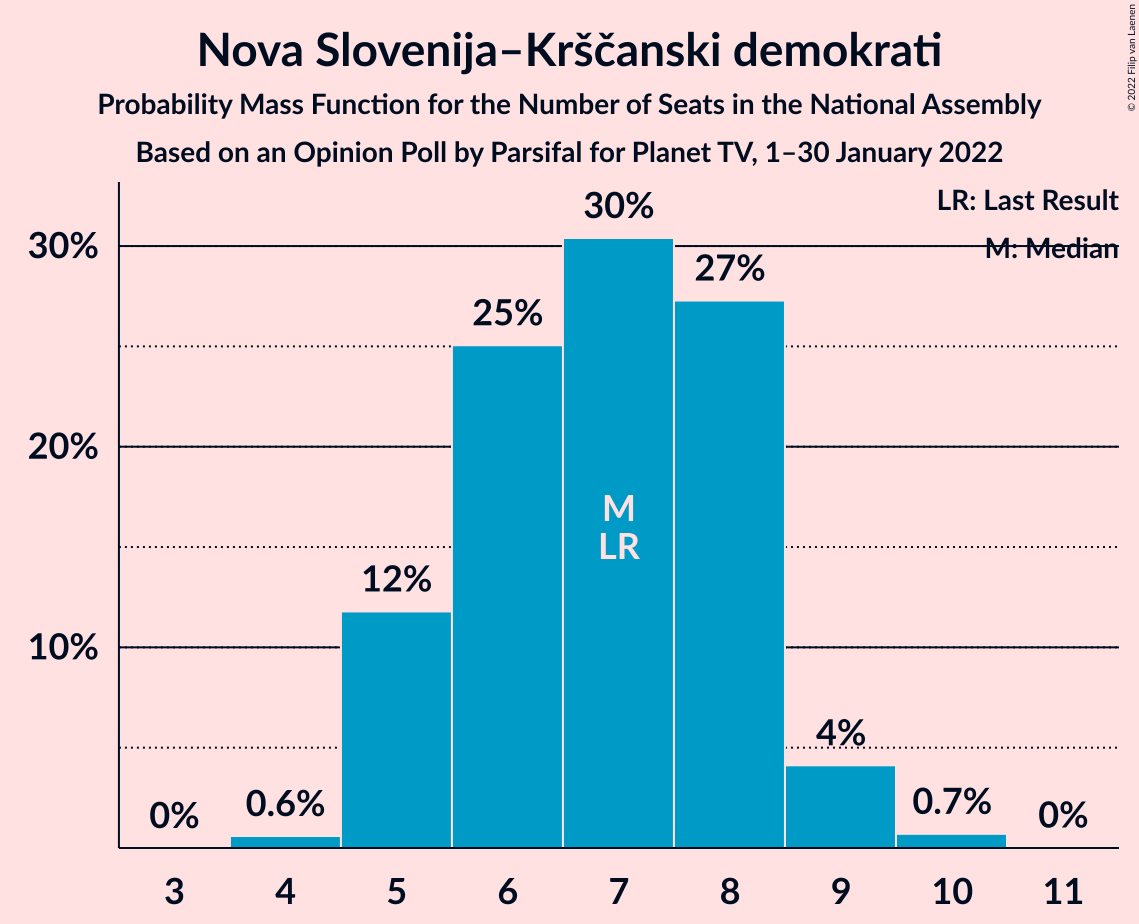 Nova Slovenija–Krščanski demokrati
Probability Mass Function for the Number of Seats in the National Assembly
Based on an Opinion Poll by Parsifal for Planet TV, 1–30 January 2022
© 2022 Filip van Laenen
LR: Last Result
M: Median
30%
20%
10%
0%
0.6%
12%
25%
30%
27%
4%
0.7%
0%
M
LR
3 4 5 6 7 8 9 10 11